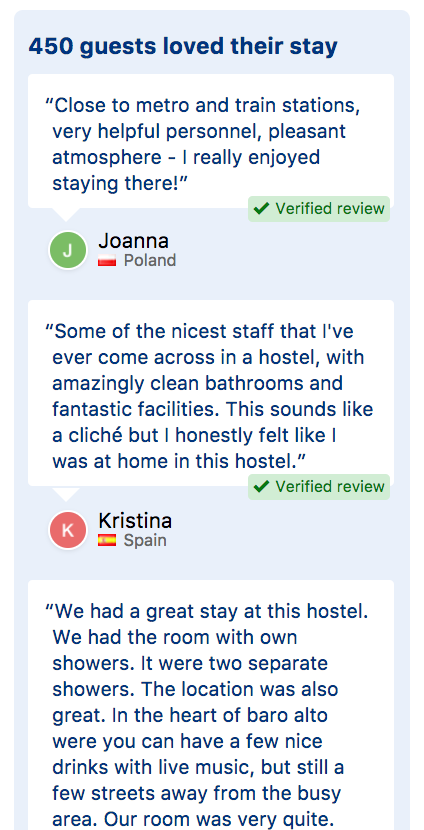 450 guests loved their stay
“Close to metro and train stations,
very helpful personnel, pleasant
atmosphere - I really enjoyed
staying there!”
Verified review
J
Joanna
Poland
“Some of the nicest staff that I've
ever come across in a hostel, with
amazingly clean bathrooms and
fantastic facilities. This sounds like
a cliché but I honestly felt like I
was at home in this hostel.”
Verified review
K
Kristina
Spain
“We had a great stay at this hostel.
We had the room with own
showers. It were two separate
showers. The location was also
great. In the heart of baro alto
were you can have a few nice
drinks with live music, but still a
few streets away from the busy
area. Our room was very quite.